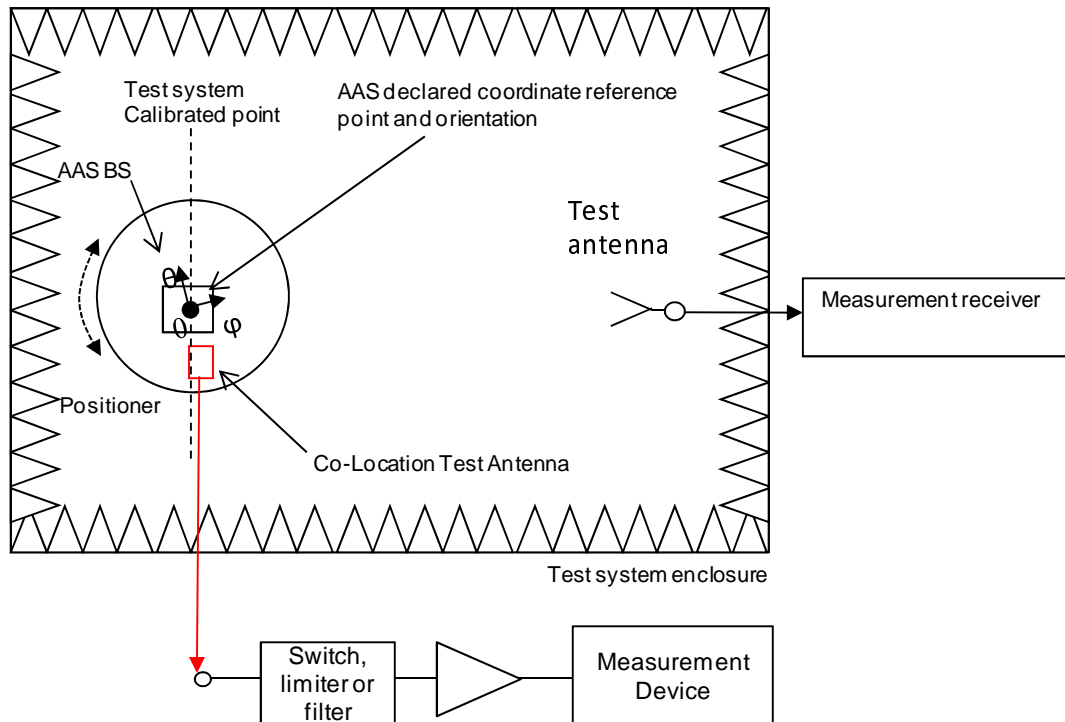 Test system
Calibrated point
AAS declared coordinate reference
point and orientation
AAS BS
Test
antenna
Measurement receiver
θ
0
φ
Positioner
Co-Location Test Antenna
Test system enclosure
Switch,
limiter or
filter
Measurement
Device